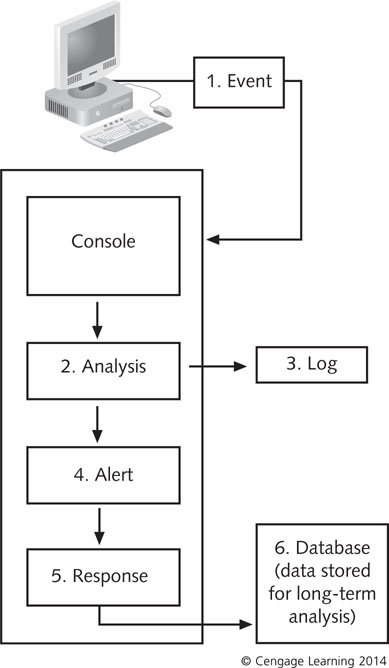 1. Event
Console
2. Analysis
3. Log
4. Alert
5. Response
6. Database
(data stored
for long-term
analysis)
© Cengage Learning 2014